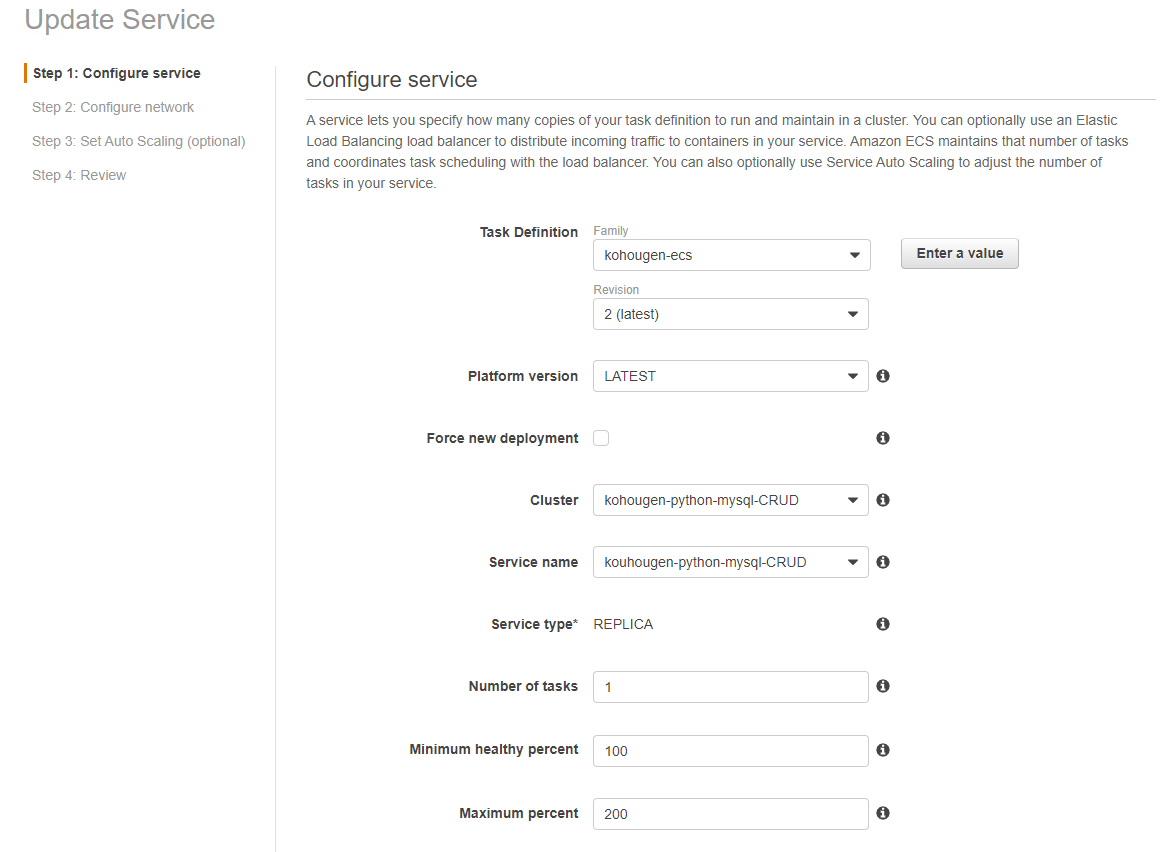 Update Service
Step 1: Configure service
Step 2: Configure network
Step 3: Set Auto Scaling (optional)
Step 4: Review
Configure service
A service lets you specify how many copies of your task definition to run and maintain in a cluster. You can optionally use an Elastic
Load Balancing load balancer to distribute incoming traffic to containers in your service. Amazon ECS maintains that number of tasks
and coordinates task scheduling with the load balancer. You can also optionally use Service Auto Scaling to adjust the number of
tasks in your service.
Task Definition
Family
kohougen-ecs
Enter a value
Revision
2 (latest)
Platform version
LATEST
Force new deployment
Cluster
kohougen-python-mysql-CRUD
Service name
kouhougen-python-mysql-CRUD
Service type*
REPLICA
Number of tasks
1
Minimum healthy percent
100
Maximum percent
200